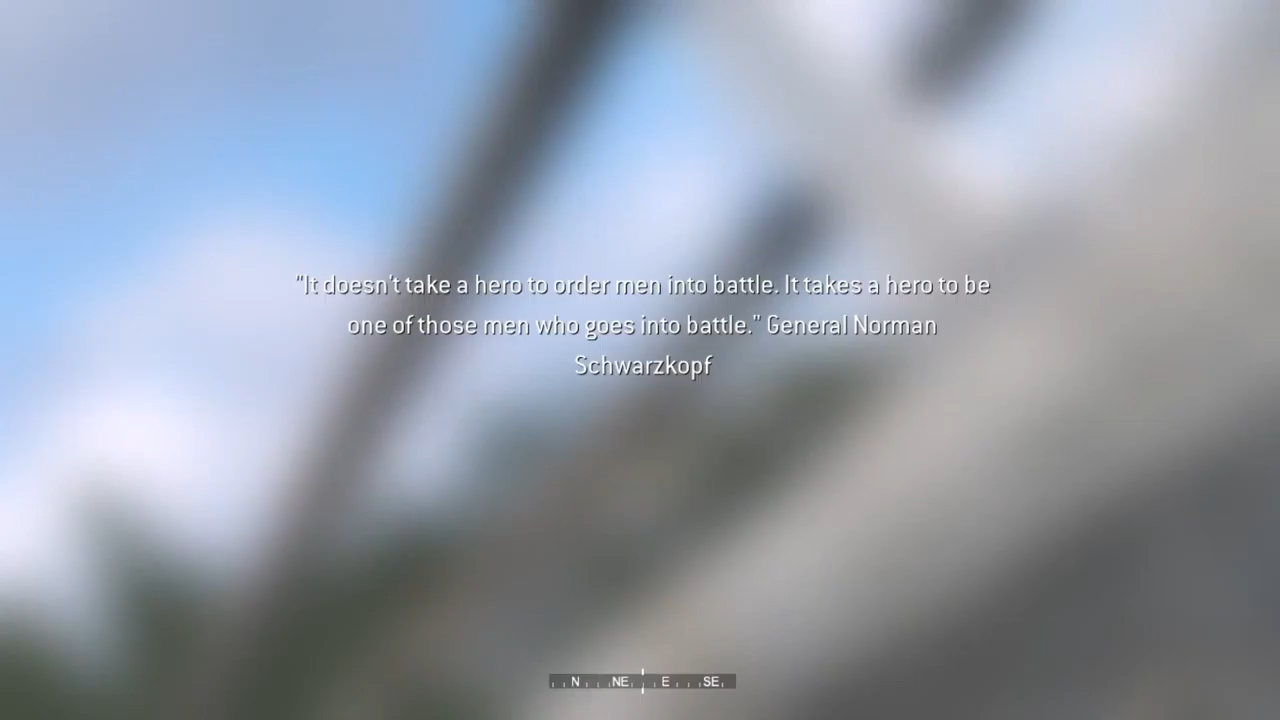 "It doesn't take a hero to order men into battle. It takes a hero to be
one of those men who goes into battle." General Norman
Schwarzkopf
N NE E SE